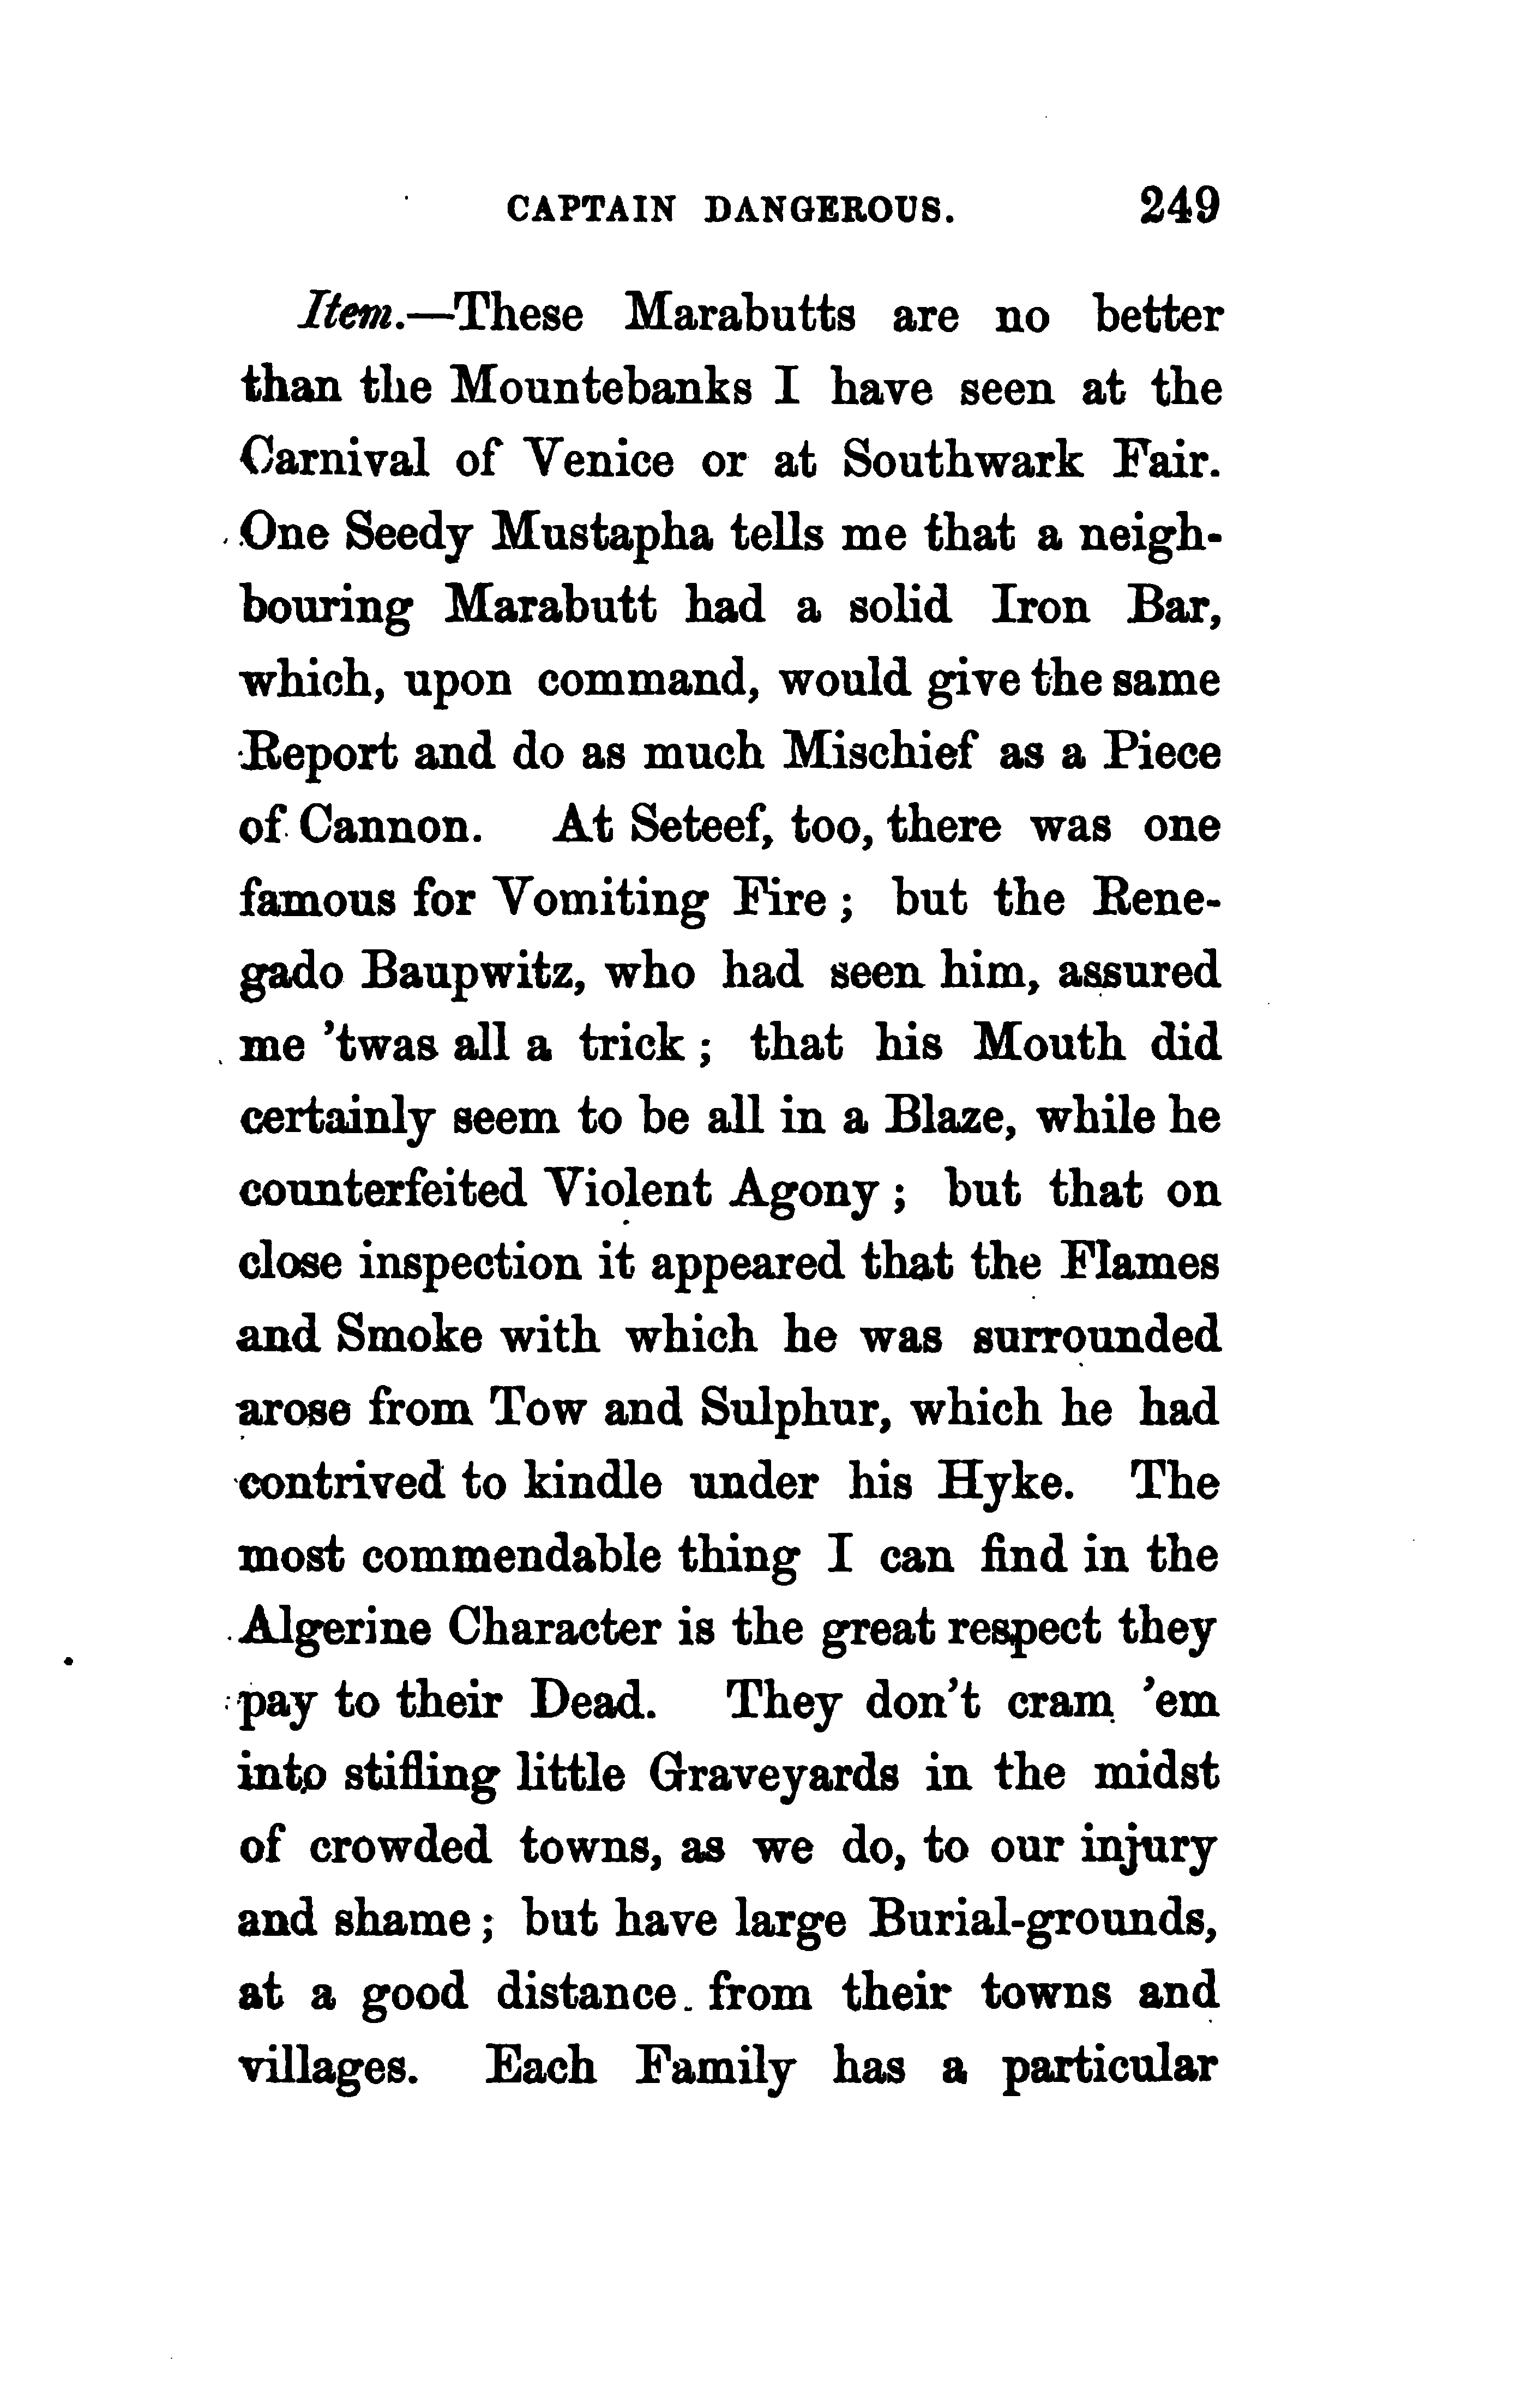 CAPTAIN DANGEROUS. 249
Item.—These Marabutts are no better
than the Mountebanks I have seen at the
Carnival of Venice or at Southwark Fair.
One Seedy Mustapha tells me that a neigh-
bouring Marabutt had a solid Iron Bar,
which, upon command, would give the same
Report and do as much Mischief as a Piece
of Cannon. At Seteef, too, there was one
famous for Vomiting Fire ; but the Rene-
gado Baupwitz, who had seen him, assured
me 'twas all a trick ; that his Mouth did
certainly seem to be all in a Blaze, while he
counterfeited Violent Agony ; but that on
close inspection it appeared that the Flames
and Smoke with which he was surrounded
arose from Tow and Sulphur, which he had
contrived to kindle under his Hyke. The
most commendable thing I can find in the
Algerine Character is the great respect they
pay to their Dead. They don't cram 'em
into stifling little Graveyards in the midst
of crowded towns, as we do, to our injury
and shame ; but have large Burial-grounds,
at a good distance from their towns and
villages. Each Family has a particular